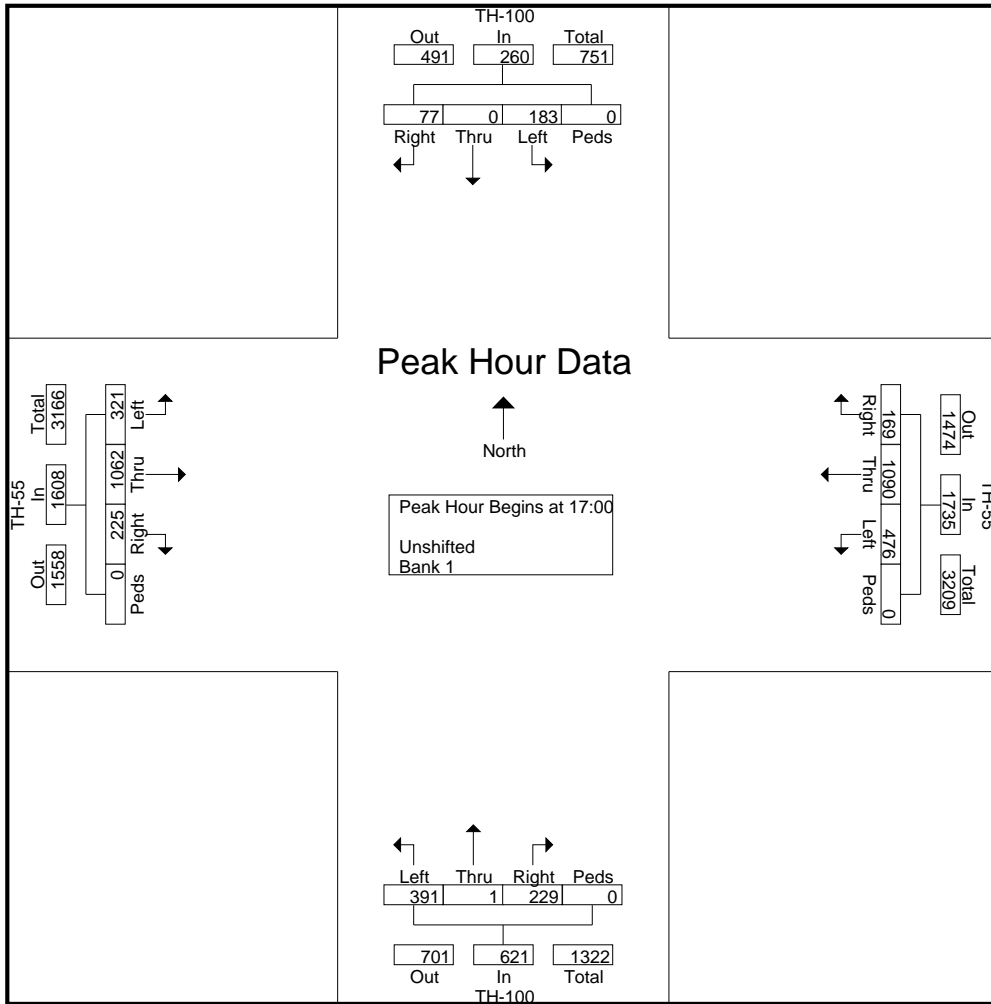 TH-100
Out In Total
491 260 751
77 0 183 0
Right Thru Left Peds
Peak Hour Data
North
Peak Hour Begins at 17:00
Unshifted
Bank 1
TH-55
Total In Out
3166 1608 1558
321 1062 225 0
Left Thru Right Peds
TH-55
Out In Total
1474 1735 3209
169 1090 476 0
Right Thru Left Peds
Left Thru Right Peds
391 1 229 0
701 621 1322
Out In Total
TH-100